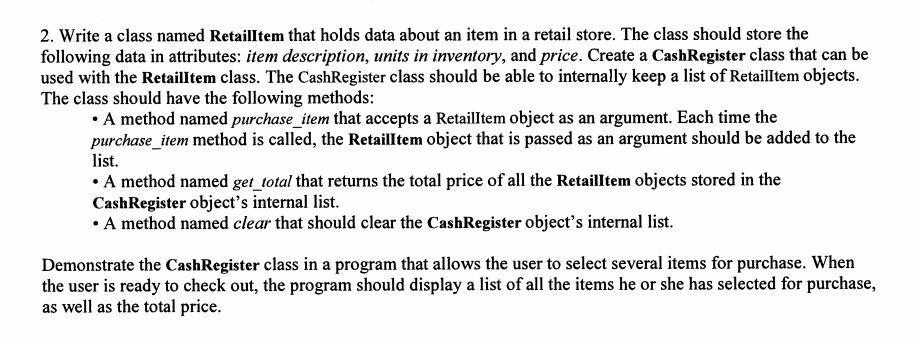 2. Write a class named RetailItem that holds data about an item in a retail store. The class should store the
following data in attributes: item description, units in inventory, and price. Create a CashRegister class that can be
used with the RetailItem class. The CashRegister class should be able to internally keep a list of RetailItem objects.
The class should have the following methods:
• A method named purchase_item that accepts a RetailItem object as an argument. Each time the
purchase_item method is called, the RetailItem object that is passed as an argument should be added to the
list.
• A method named get_total that returns the total price of all the RetailItem objects stored in the
CashRegister object's internal list.
• A method named clear that should clear the CashRegister object's internal list.
Demonstrate the CashRegister class in a program that allows the user to select several items for purchase. When
the user is ready to check out, the program should display a list of all the items he or she has selected for purchase,
as well as the total price.